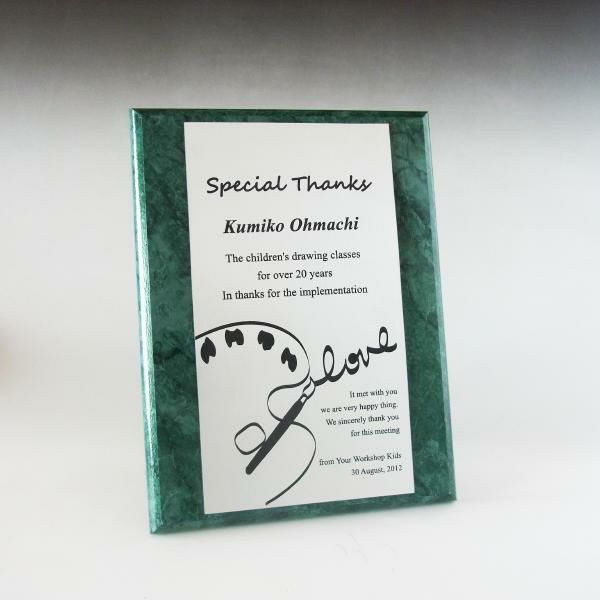 Special Thanks
Kumiko Ohmachi
The children's drawing classes
for over 20 years
In thanks for the implementation
love
It met with you
we are very happy thing.
We sincerely thank you
for this meeting
from Your Workshop Kids
30 August, 2012